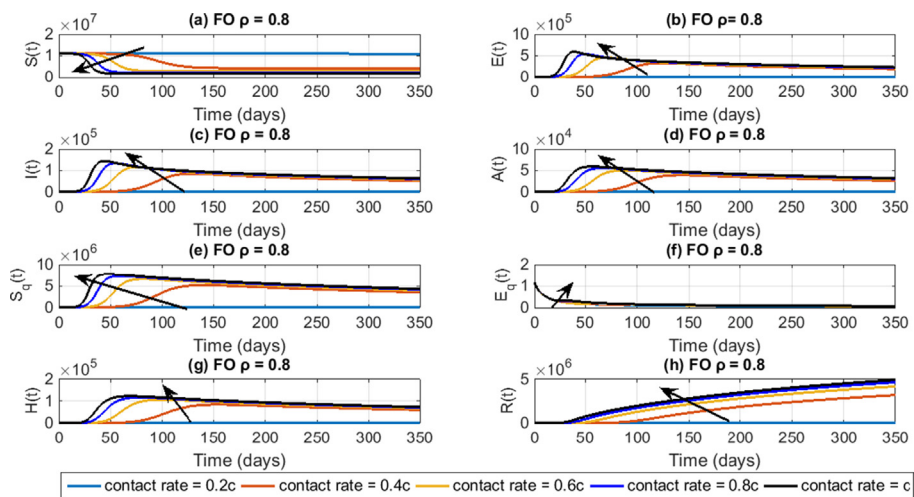 (a) FO ρ = 0.8
×10⁷
S(t)
2
1
0
0 50 100 150 200 250 300 350
Time (days)
(b) FO ρ = 0.8
×10⁵
E(t)
10
5
0
0 50 100 150 200 250 300 350
Time (days)
(c) FO ρ = 0.8
×10⁵
I(t)
2
1
0
0 50 100 150 200 250 300 350
Time (days)
(d) FO ρ = 0.8
×10⁴
A(t)
10
5
0
0 50 100 150 200 250 300 350
Time (days)
(e) FO ρ = 0.8
×10⁶
S_q(t)
10
5
0
0 50 100 150 200 250 300 350
Time (days)
(f) FO ρ = 0.8
E_q(t)
2
1
0
0 50 100 150 200 250 300 350
Time (days)
(g) FO ρ = 0.8
×10⁵
H(t)
2
1
0
0 50 100 150 200 250 300 350
Time (days)
(h) FO ρ = 0.8
×10⁶
R(t)
5
0
0 50 100 150 200 250 300 350
Time (days)
contact rate = 0.2c contact rate = 0.4c contact rate = 0.6c contact rate = 0.8c contact rate = c